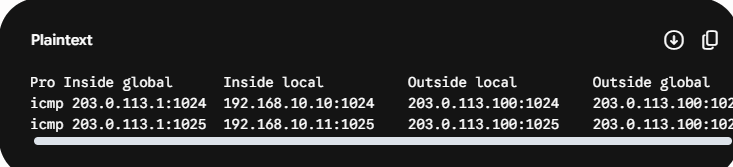 Plaintext
Pro Inside global Inside local Outside local Outside global
icmp 203.0.113.1:1024 192.168.10.10:1024 203.0.113.100:1024 203.0.113.100:102
icmp 203.0.113.1:1025 192.168.10.11:1025 203.0.113.100:1025 203.0.113.100:102